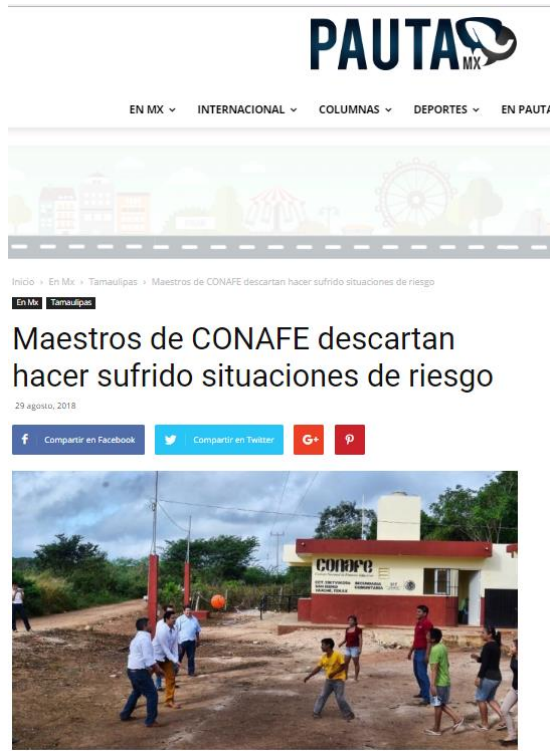 PAUTA
MX
EN MX INTERNACIONAL COLUMNAS DEPORTES EN PAUTA
Inicio › En Mx › Tamaulipas › Maestros de CONAFE descartan hacer sufrido situaciones de riesgo
En Mx Tamaulipas
Maestros de CONAFE descartan
hacer sufrido situaciones de riesgo
29 agosto, 2018
f Compartir en Facebook Compartir en Twitter G+
CONAFE